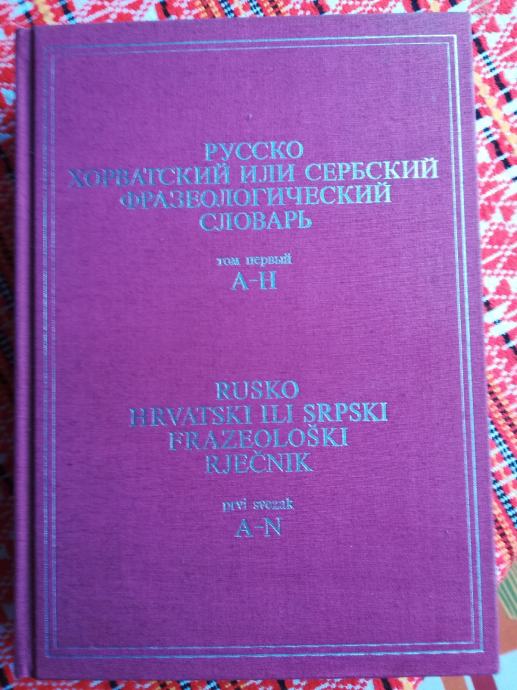 РУССКО
ХОРВАТСКИЙ ИЛИ СЕРБСКИЙ
ФРАЗЕОЛОГИЧЕСКИЙ
СЛОВАРЬ
том первый
А-Н
RUSKO
HRVATSKI ILI SRPSKI
FRAZEOLOŠKI
RJEČNIK
prvi svezak
A-N